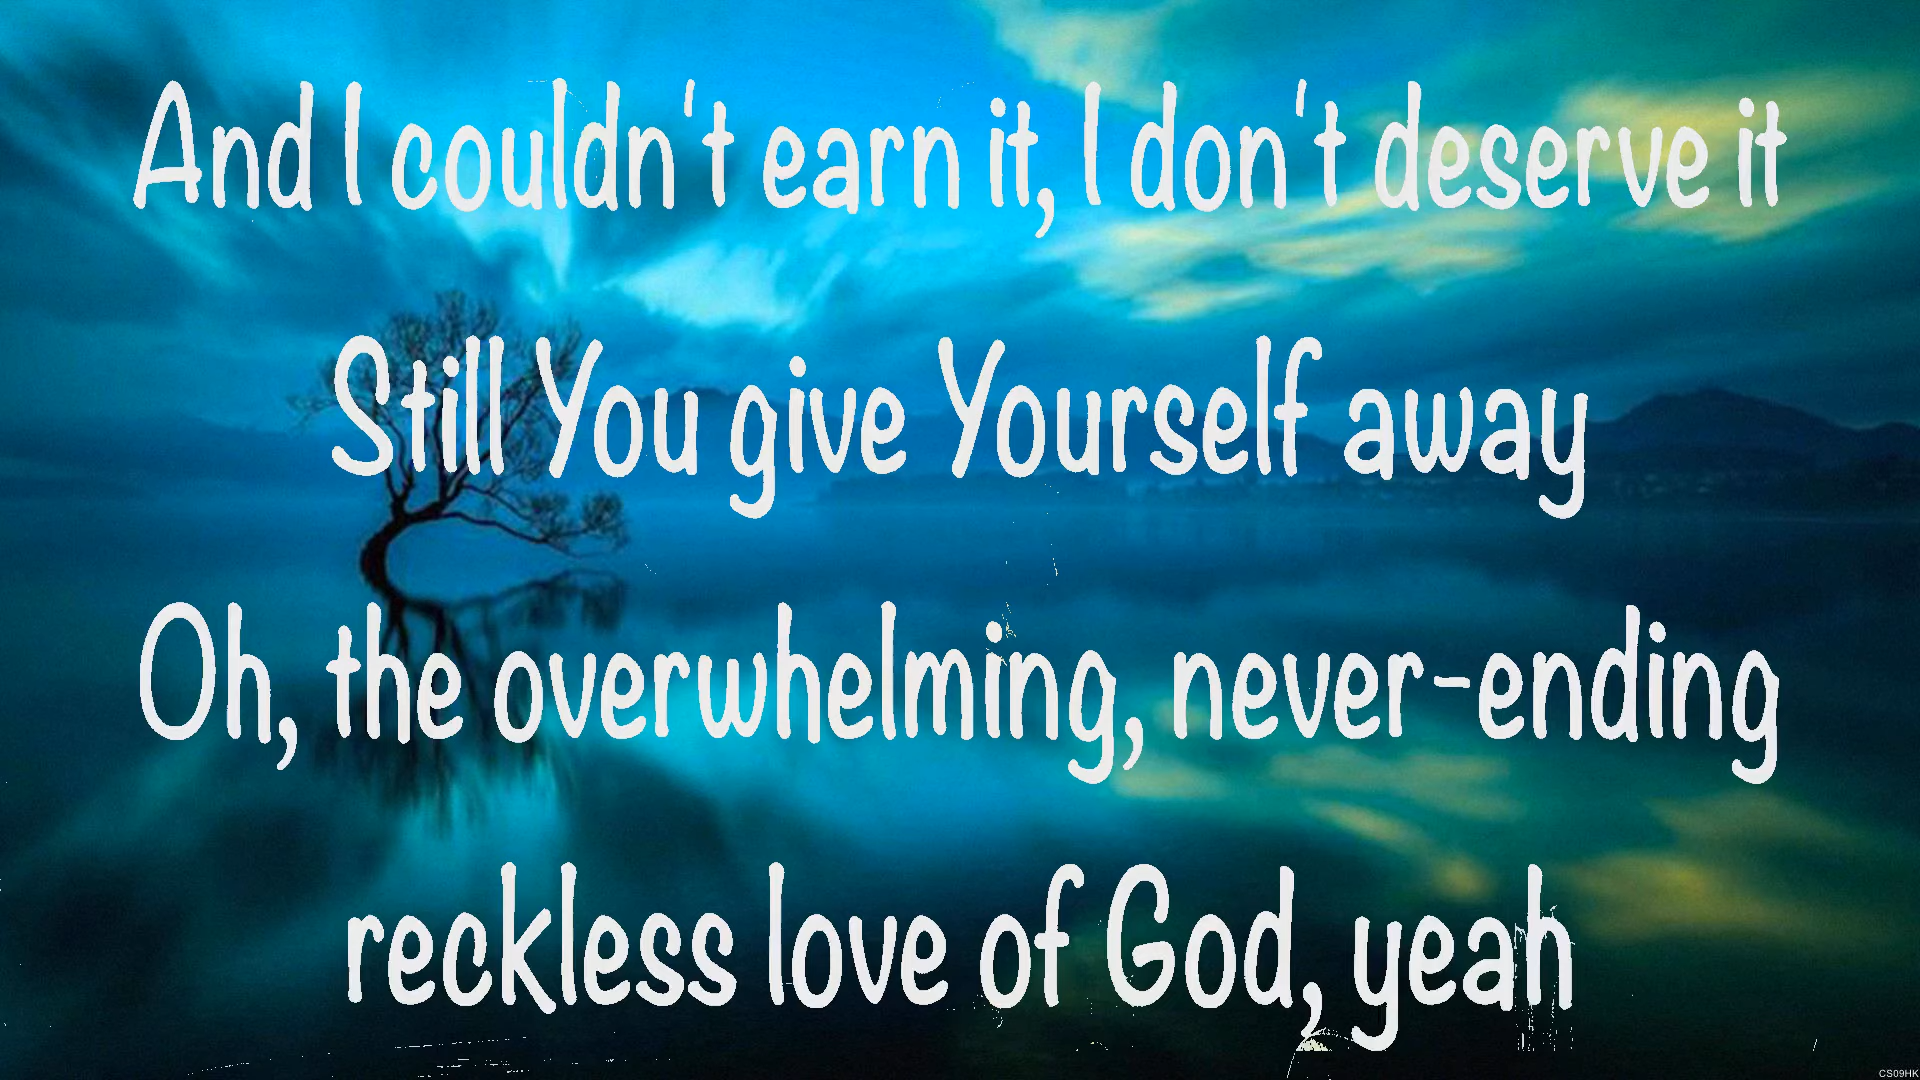 And I couldn't earn it, I don't deserve it
Still You give Yourself away
Oh, the overwhelming, never-ending
reckless love of God, yeah
CS09HK